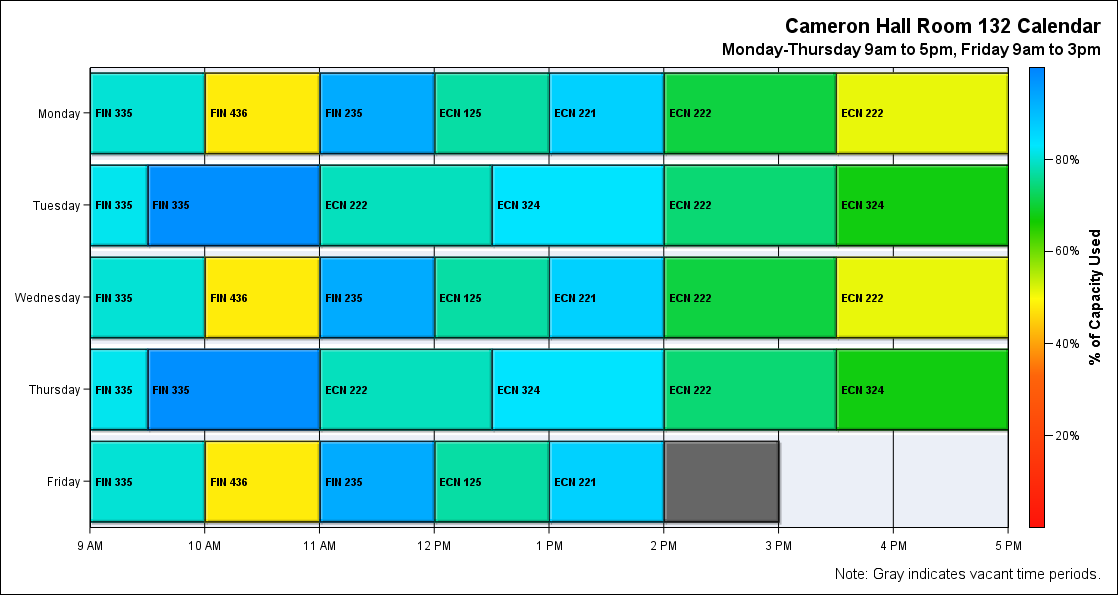 Cameron Hall Room 132 Calendar
Monday-Thursday 9am to 5pm, Friday 9am to 3pm
Monday FIN 335 FIN 436 FIN 235 ECN 125 ECN 221 ECN 222 ECN 222
Tuesday FIN 335 FIN 335 ECN 222 ECN 324 ECN 222 ECN 324
Wednesday FIN 335 FIN 436 FIN 235 ECN 125 ECN 221 ECN 222 ECN 222
Thursday FIN 335 FIN 335 ECN 222 ECN 324 ECN 222 ECN 324
Friday FIN 335 FIN 436 FIN 235 ECN 125 ECN 221
9 AM 10 AM 11 AM 12 PM 1 PM 2 PM 3 PM 4 PM 5 PM
80%
60%
40%
20%
% of Capacity Used
Note: Gray indicates vacant time periods.